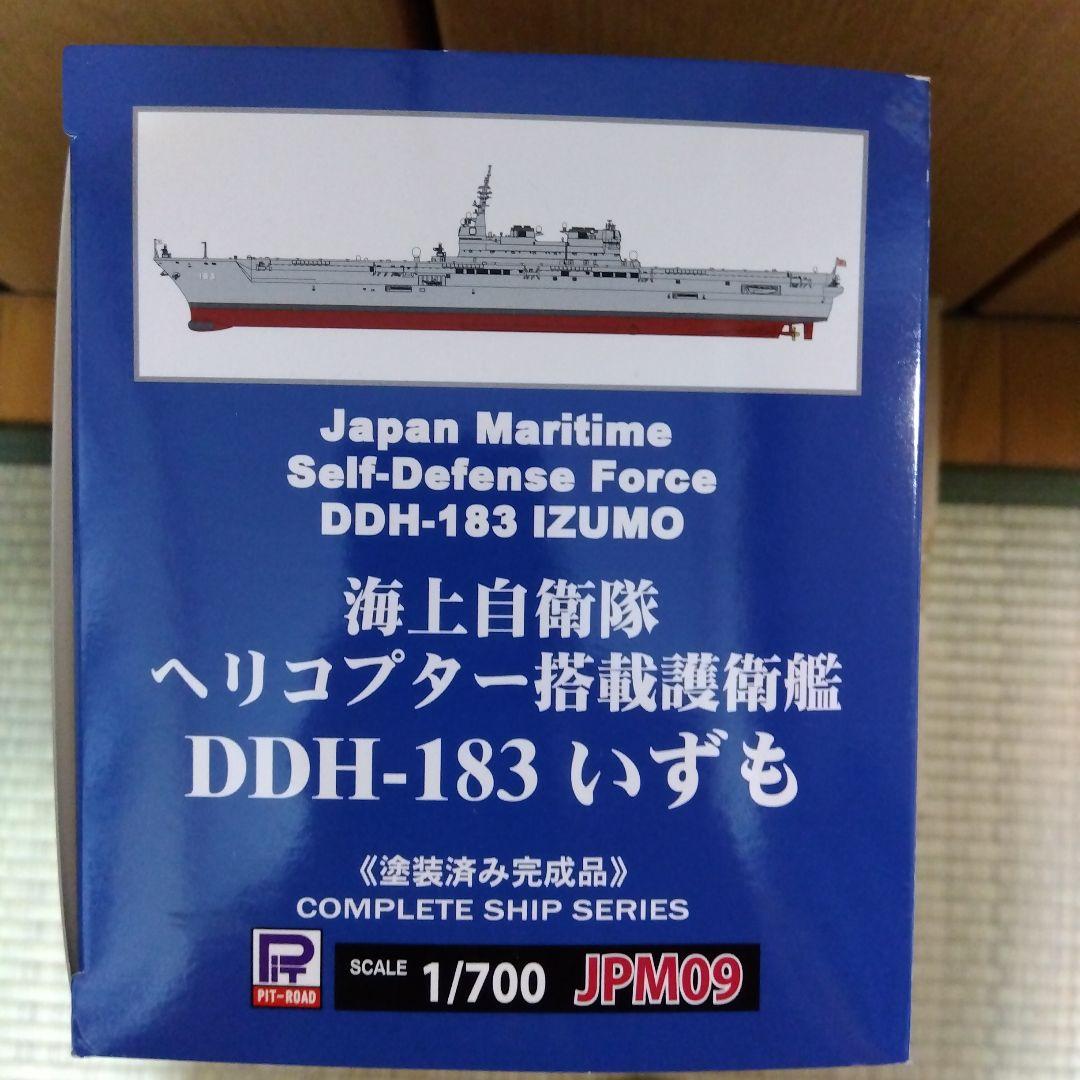 183
Japan Maritime
Self-Defense Force
DDH-183 IZUMO
海上自衛隊
ヘリコプター搭載護衛艦
DDH-183 いずも
《塗装済み完成品》
COMPLETE SHIP SERIES
PIT
PIT-ROAD
SCALE 1/700 JPM09